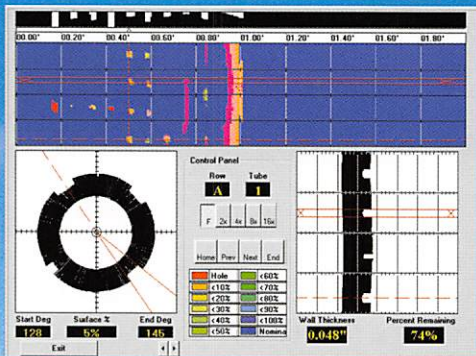 00.00" 00.20" 00.40" 00.60" 00.80" 01.00" 01.20" 01.40" 01.60" 01.80"
Control Panel
Row Tube
A 1
F 2x 4x 8x 16x
Home Prev Next End
Hole <60%
<10% <70%
<20% <80%
<30% <90%
<40% <100%
<50% Nomina
Start Deg Surface % End Deg
128 5% 145
Exit
Wall Thickness Percent Remaining
0.048" 74%